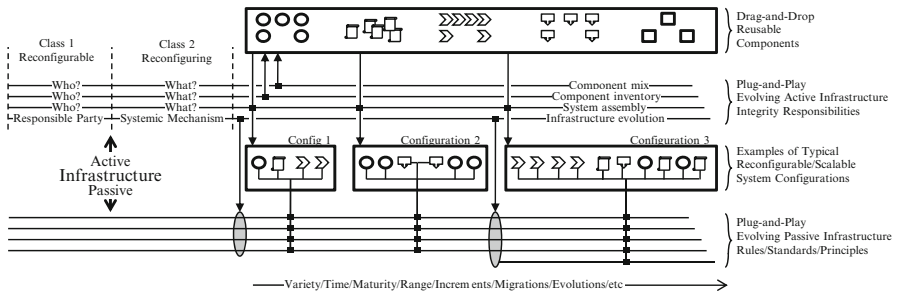 Drag-and-Drop
Reusable
Components
Class 1
Reconfigurable
Class 2
Reconfiguring
Who? What? Component mix
Who? What? Component inventory
Who? What? System assembly
Responsible Party Systemic Mechanism Infrastructure evolution
Plug-and-Play
Evolving Active Infrastructure
Integrity Responsibilities
Config 1
Configuration 2
Configuration 3
Examples of Typical
Reconfigurable/Scalable
System Configurations
Active
Infrastructure
Passive
Plug-and-Play
Evolving Passive Infrastructure
Rules/Standards/Principles
Variety/Time/Maturity/Range/Increm ents/Migrations/Evolutions/etc